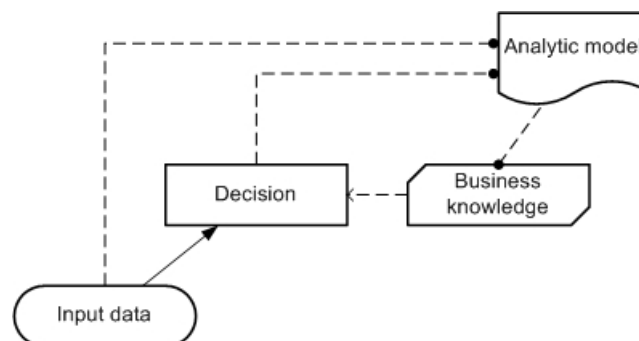 Analytic model
Decision
Business
knowledge
Input data